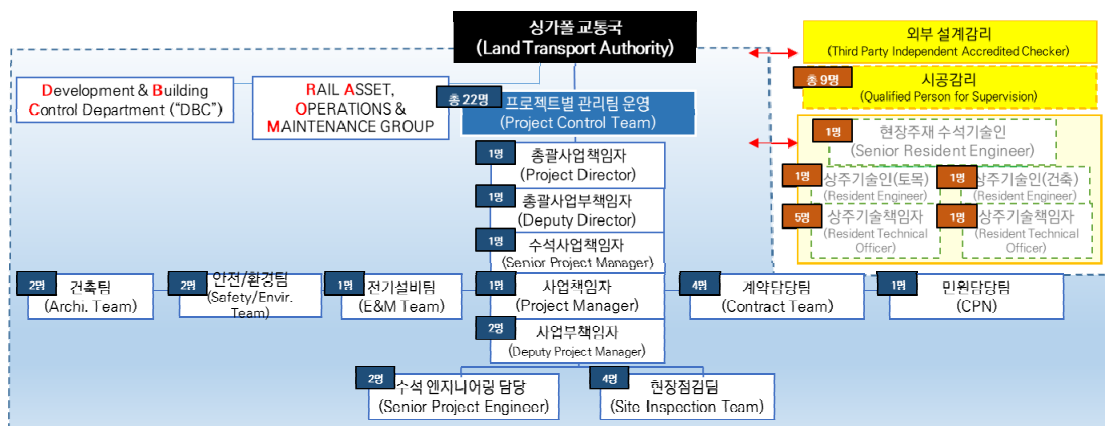 싱가폴 교통국
(Land Transport Authority)
외부 설계감리
(Third Party Independent Accredited Checker)
총 9명
시공감리
(Qualified Person for Supervision)
Development & Building
Control Department ("DBC")
RAIL ASSET,
OPERATIONS &
MAINTENANCE GROUP
총 22명
프로젝트별 관리팀 운영
(Project Control Team)
1명
현장주재 수석기술인
(Senior Resident Engineer)
1명
상주기술인(토목)
(Resident Engineer)
1명
상주기술인(건축)
(Resident Engineer)
5명
상주기술책임자
(Resident Technical
Officer)
1명
상주기술책임자
(Resident Technical
Officer)
1명
총괄사업책임자
(Project Director)
1명
총괄사업부책임자
(Deputy Director)
1명
수석사업책임자
(Senior Project Manager)
2명
건축팀
(Archi. Team)
2명
안전/환경팀
(Safety/Envir.
Team)
1명
전기설비팀
(E&M Team)
1명
사업책임자
(Project Manager)
4명
계약담당팀
(Contract Team)
1명
민원담당팀
(CPN)
2명
사업부책임자
(Deputy Project Manager)
2명
수석 엔지니어링 담당
(Senior Project Engineer)
4명
현장점검팀
(Site Inspection Team)